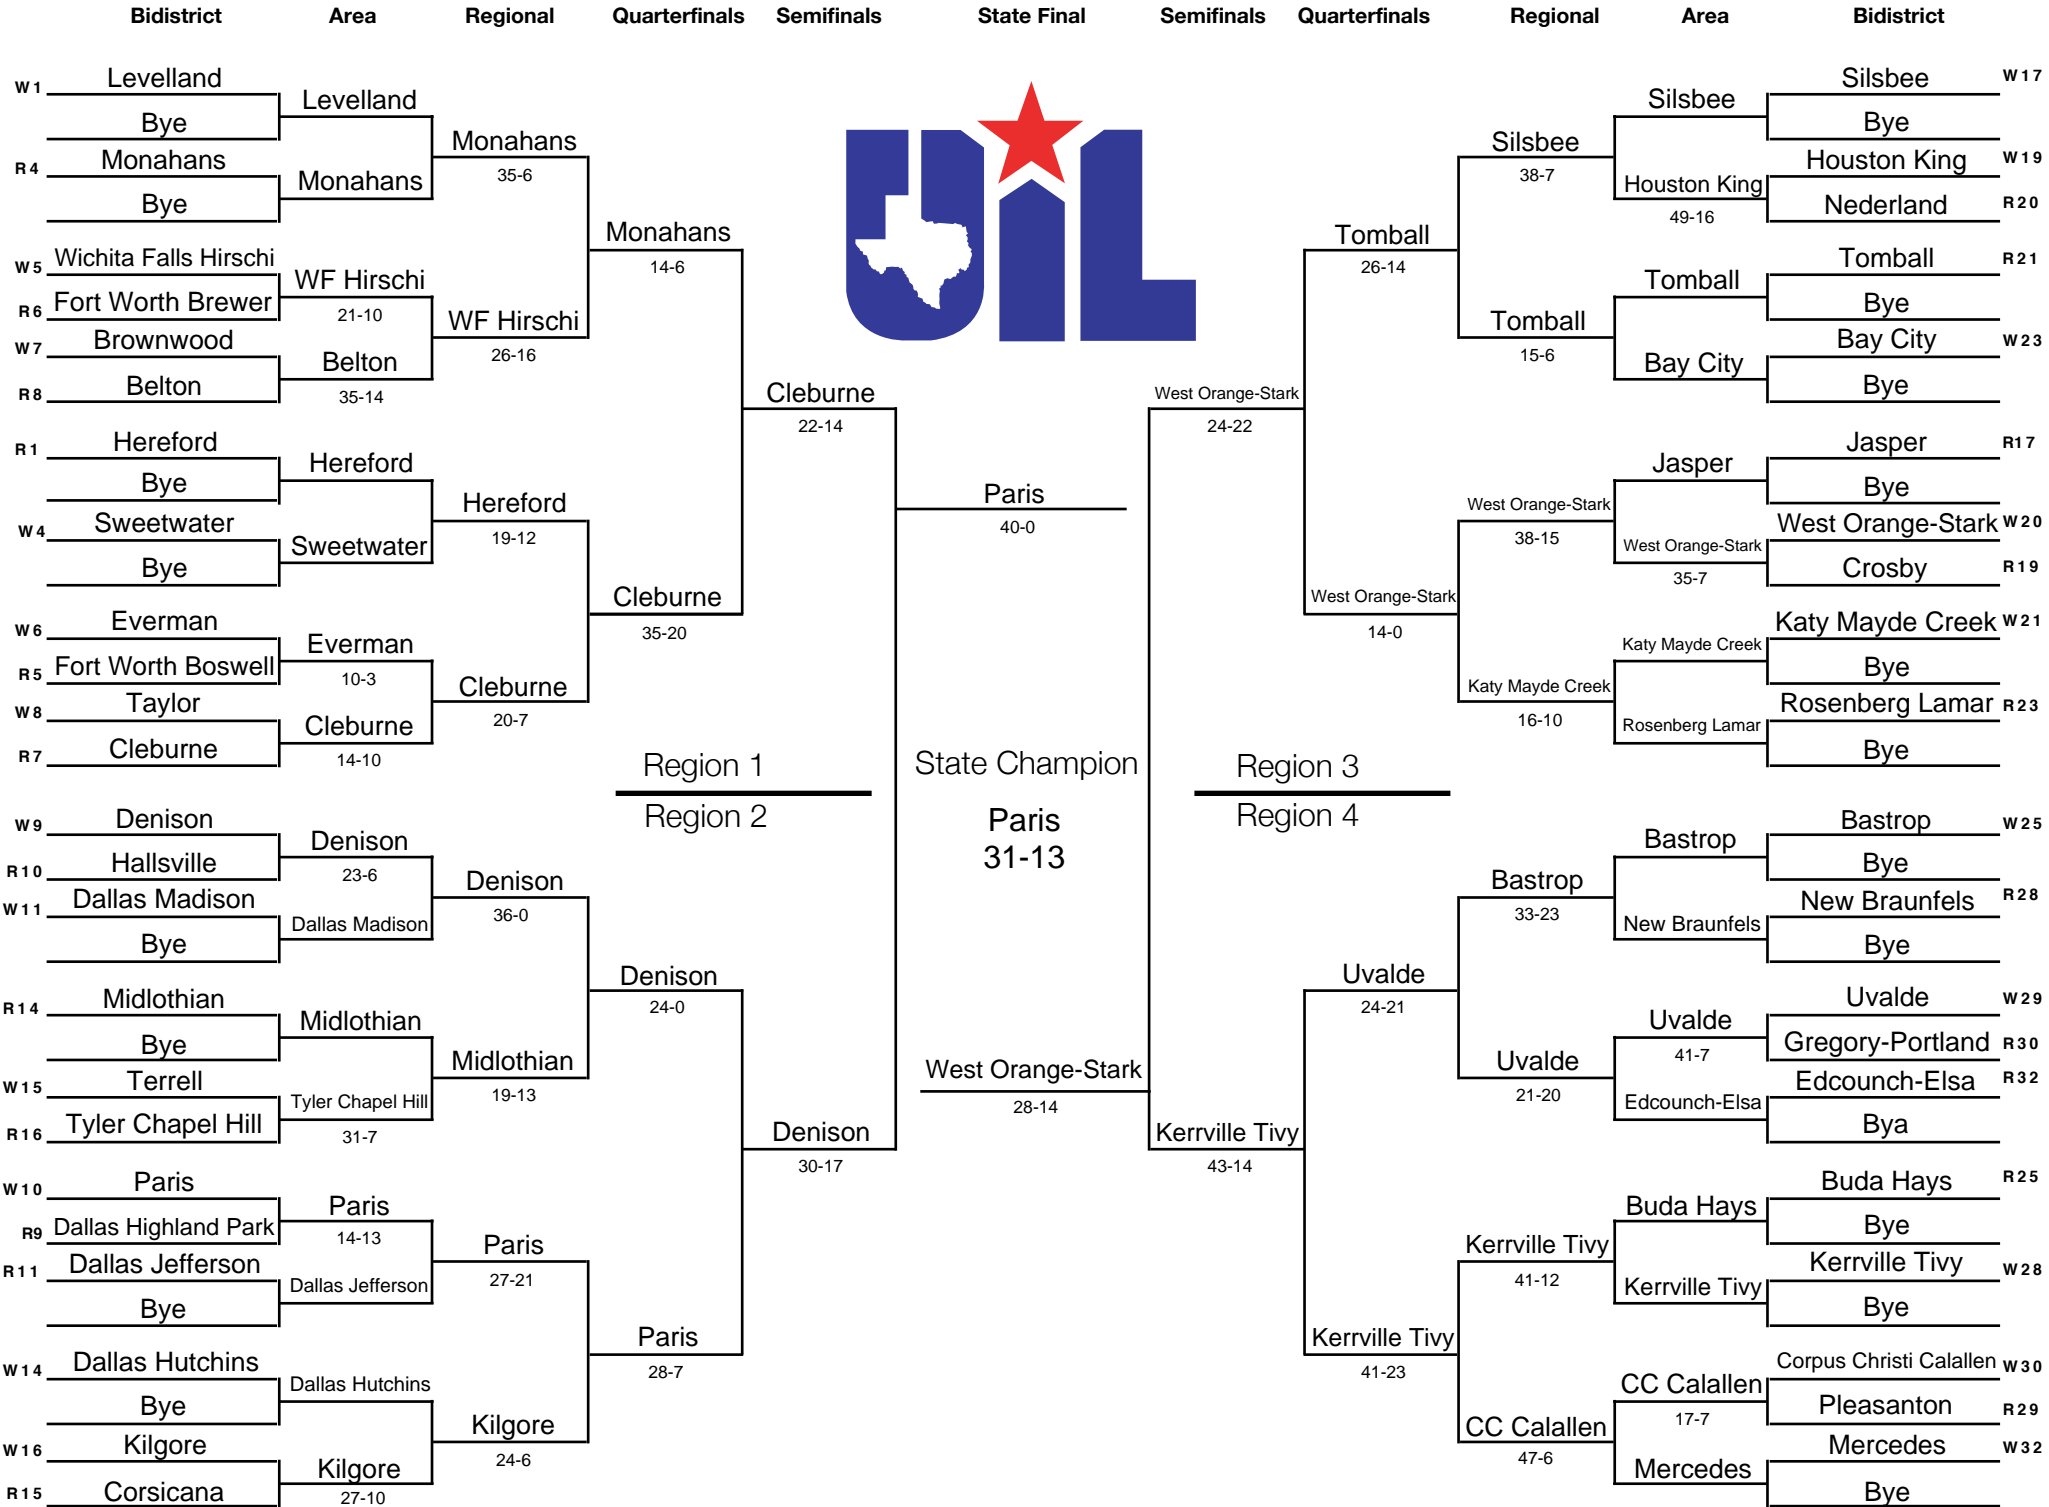 Bidistrict Area Regional Quarterfinals Semifinals State Final Semifinals Quarterfinals Regional Area Bidistrict
W1 Levelland
Bye
R4 Monahans
Bye
W5 Wichita Falls Hirschi
R6 Fort Worth Brewer
W7 Brownwood
R8 Belton
R1 Hereford
Bye
W4 Sweetwater
Bye
W6 Everman
R5 Fort Worth Boswell
W8 Taylor
R7 Cleburne
W9 Denison
R10 Hallsville
W11 Dallas Madison
Bye
R14 Midlothian
Bye
W15 Terrell
R16 Tyler Chapel Hill
W10 Paris
R9 Dallas Highland Park
R11 Dallas Jefferson
Bye
W14 Dallas Hutchins
Bye
W16 Kilgore
R15 Corsicana
Levelland
Monahans
WF Hirschi
21-10
Belton
35-14
Hereford
Sweetwater
Everman
10-3
Cleburne
14-10
Denison
23-6
Dallas Madison
Midlothian
Tyler Chapel Hill
31-7
Paris
14-13
Dallas Jefferson
Dallas Hutchins
Kilgore
27-10
Monahans
35-6
WF Hirschi
26-16
Hereford
19-12
Cleburne
20-7
Denison
36-0
Midlothian
19-13
Paris
27-21
Kilgore
24-6
Monahans
14-6
Cleburne
35-20
Region 1
Region 2
Denison
24-0
Paris
28-7
Cleburne
22-14
Denison
30-17
UIL
Paris
40-0
State Champion
Paris
31-13
West Orange-Stark
28-14
West Orange-Stark
24-22
Kerrville Tivy
43-14
Tomball
26-14
West Orange-Stark
14-0
Region 3
Region 4
Uvalde
24-21
Kerrville Tivy
41-23
Silsbee
38-7
Tomball
15-6
West Orange-Stark
38-15
Katy Mayde Creek
16-10
Bastrop
33-23
Uvalde
21-20
Kerrville Tivy
41-12
CC Calallen
47-6
Silsbee
Houston King
49-16
Tomball
Bay City
Jasper
West Orange-Stark
35-7
Katy Mayde Creek
Rosenberg Lamar
Bastrop
New Braunfels
Uvalde
41-7
Edcounch-Elsa
Buda Hays
Kerrville Tivy
CC Calallen
17-7
Mercedes
Silsbee W17
Bye
Houston King W19
Nederland R20
Tomball R21
Bye
Bay City W23
Bye
Jasper R17
Bye
West Orange-Stark W20
Crosby R19
Katy Mayde Creek W21
Bye
Rosenberg Lamar R23
Bye
Bastrop W25
Bye
New Braunfels R28
Bye
Uvalde W29
Gregory-Portland R30
Edcounch-Elsa R32
Bya
Buda Hays R25
Bye
Kerrville Tivy W28
Bye
Corpus Christi Calallen W30
Pleasanton R29
Mercedes W32
Bye